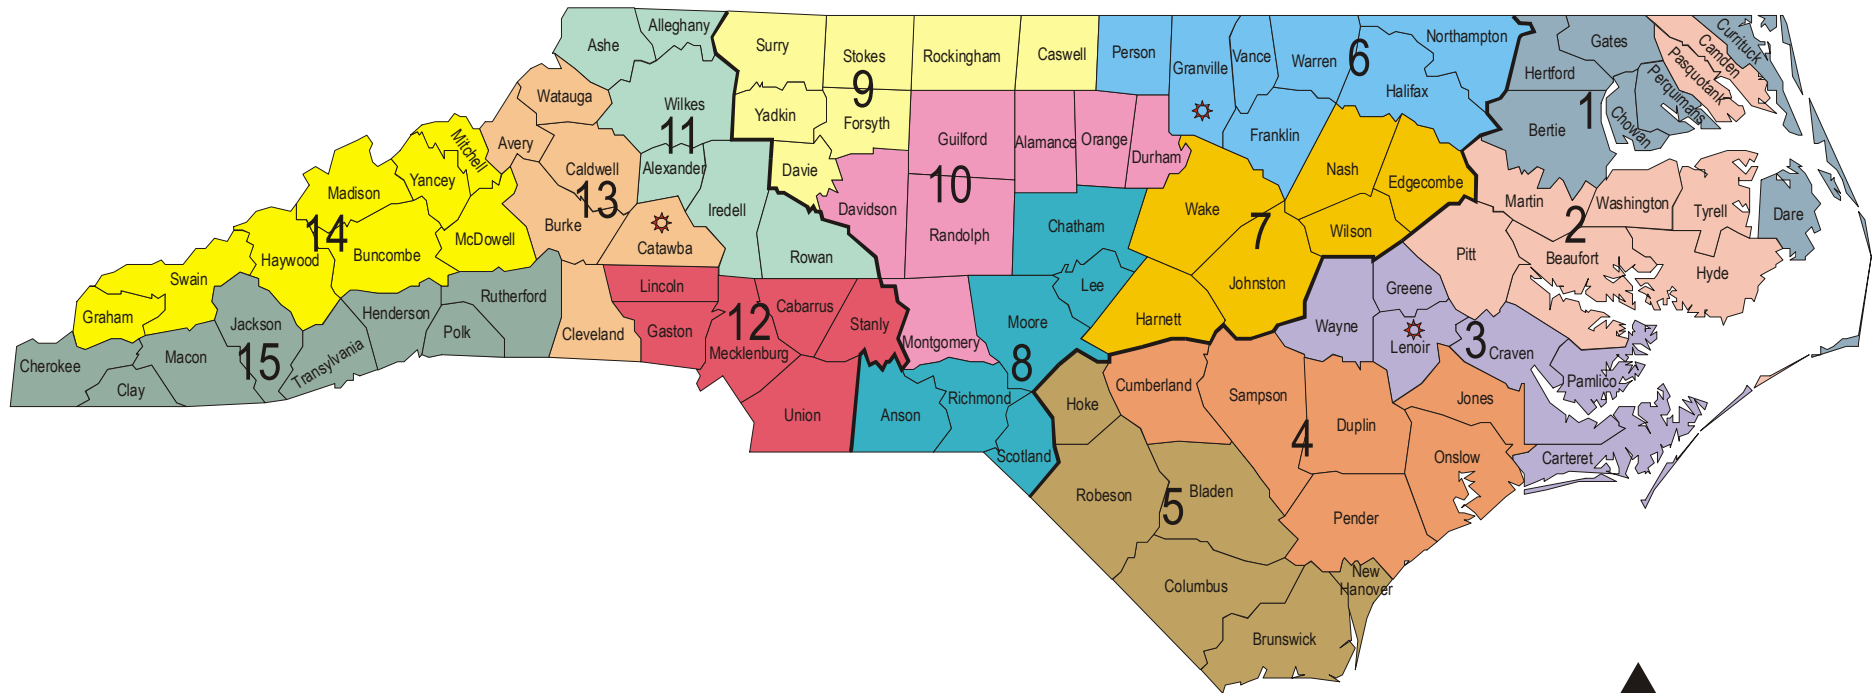 Alleghany
Ashe
Surry
Stokes
Rockingham
Caswell
Person
Granville
Vance
Warren
6
Northampton
Gates
Currituck
Camden
Pasquotank
Perquimans
Hertford
Chowan
1
Bertie
Halifax
Watauga
Wilkes
11
9
Yadkin
Forsyth
Guilford
Alamance
Orange
Durham
Franklin
Nash
Edgecombe
Mitchell
Avery
Caldwell
13
Alexander
Davie
10
Madison
Yancey
Burke
Catawba
Iredell
Davidson
Randolph
Chatham
Wake
7
Wilson
Martin
2
Washington
Tyrell
Dare
14
Haywood
Buncombe
McDowell
Rowan
Pitt
Beaufort
Hyde
Swain
Graham
Lincoln
Lee
Johnston
Greene
Jackson
Henderson
Rutherford
Polk
Cleveland
Gaston
12
Mecklenburg
Cabarrus
Stanly
Montgomery
Moore
8
Harnett
Wayne
Lenoir
3
Craven
Pamlico
Cherokee
Macon
Clay
15
Transylvania
Union
Anson
Richmond
Scotland
Hoke
Cumberland
Sampson
4
Duplin
Jones
Onslow
Carteret
Robeson
5
Bladen
Pender
Columbus
New
Hanover
Brunswick